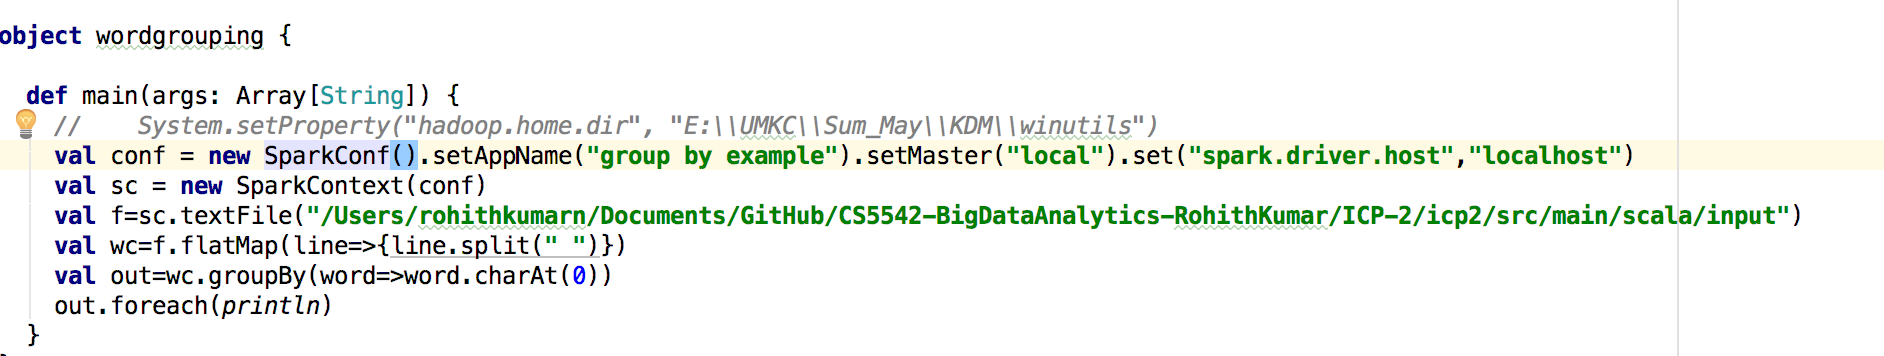 object wordgrouping {
def main(args: Array[String]) {
//    System.setProperty("hadoop.home.dir", "E:\\UMKC\\Sum_May\\KDM\\winutils")
val conf = new SparkConf().setAppName("group by example").setMaster("local").set("spark.driver.host","localhost")
val sc = new SparkContext(conf)
val f=sc.textFile("/Users/rohithkumarn/Documents/GitHub/CS5542-BigDataAnalytics-RohithKumar/ICP-2/icp2/src/main/scala/input")
val wc=f.flatMap(line=>{line.split(" ")})
val out=wc.groupBy(word=>word.charAt(0))
out.foreach(println)
}